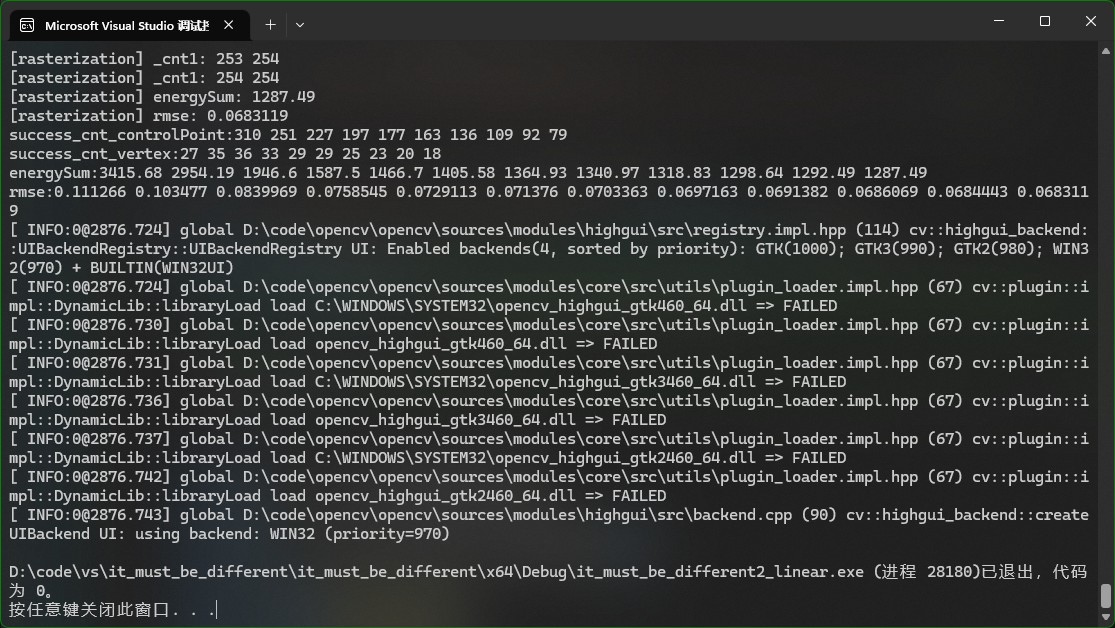 Microsoft Visual Studio 调试控
[rasterization] _cnt1: 253 254
[rasterization] _cnt1: 254 254
[rasterization] energySum: 1287.49
[rasterization] rmse: 0.0683119
success_cnt_controlPoint:310 251 227 197 177 163 136 109 92 79
success_cnt_vertex:27 35 36 33 29 29 25 23 20 18
energySum:3415.68 2954.19 1946.6 1587.5 1466.7 1405.58 1364.93 1340.97 1318.83 1298.64 1292.49 1287.49
rmse:0.111266 0.103477 0.0839969 0.0758545 0.0729113 0.071376 0.0703363 0.0697163 0.0691382 0.0686069 0.0684443 0.068311
9
[ INFO:0@2876.724] global D:\code\opencv\opencv\sources\modules\highgui\src\registry.impl.hpp (114) cv::highgui_backend:
:UIBackendRegistry::UIBackendRegistry UI: Enabled backends(4, sorted by priority): GTK(1000); GTK3(990); GTK2(980); WIN3
2(970) + BUILTIN(WIN32UI)
[ INFO:0@2876.724] global D:\code\opencv\opencv\sources\modules\core\src\utils\plugin_loader.impl.hpp (67) cv::plugin::i
mpl::DynamicLib::libraryLoad load C:\WINDOWS\SYSTEM32\opencv_highgui_gtk460_64.dll => FAILED
[ INFO:0@2876.730] global D:\code\opencv\opencv\sources\modules\core\src\utils\plugin_loader.impl.hpp (67) cv::plugin::i
mpl::DynamicLib::libraryLoad load opencv_highgui_gtk460_64.dll => FAILED
[ INFO:0@2876.731] global D:\code\opencv\opencv\sources\modules\core\src\utils\plugin_loader.impl.hpp (67) cv::plugin::i
mpl::DynamicLib::libraryLoad load C:\WINDOWS\SYSTEM32\opencv_highgui_gtk3460_64.dll => FAILED
[ INFO:0@2876.736] global D:\code\opencv\opencv\sources\modules\core\src\utils\plugin_loader.impl.hpp (67) cv::plugin::i
mpl::DynamicLib::libraryLoad load opencv_highgui_gtk3460_64.dll => FAILED
[ INFO:0@2876.737] global D:\code\opencv\opencv\sources\modules\core\src\utils\plugin_loader.impl.hpp (67) cv::plugin::i
mpl::DynamicLib::libraryLoad load C:\WINDOWS\SYSTEM32\opencv_highgui_gtk2460_64.dll => FAILED
[ INFO:0@2876.742] global D:\code\opencv\opencv\sources\modules\core\src\utils\plugin_loader.impl.hpp (67) cv::plugin::i
mpl::DynamicLib::libraryLoad load opencv_highgui_gtk2460_64.dll => FAILED
[ INFO:0@2876.743] global D:\code\opencv\opencv\sources\modules\highgui\src\backend.cpp (90) cv::highgui_backend::create
UIBackend UI: using backend: WIN32 (priority=970)
D:\code\vs\it_must_be_different\it_must_be_different\x64\Debug\it_must_be_different2_linear.exe (进程 28180)已退出，代码
为 0。
按任意键关闭此窗口. . .